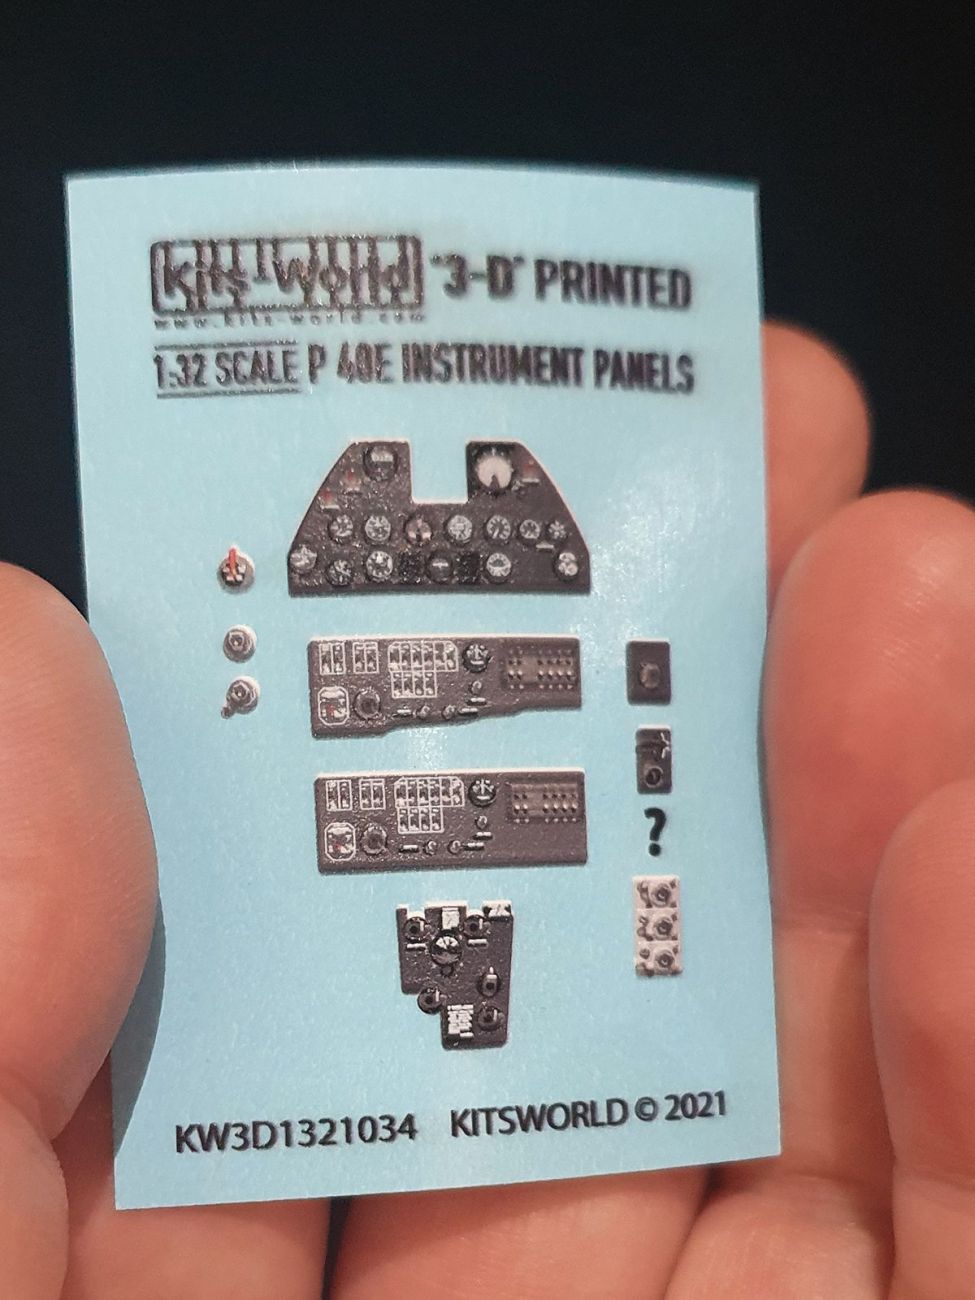 Kits-World "3-D" PRINTED
www.kits-world.com
1:32 SCALE P 40E INSTRUMENT PANELS
?
KW3D1321034 KITSWORLD © 2021